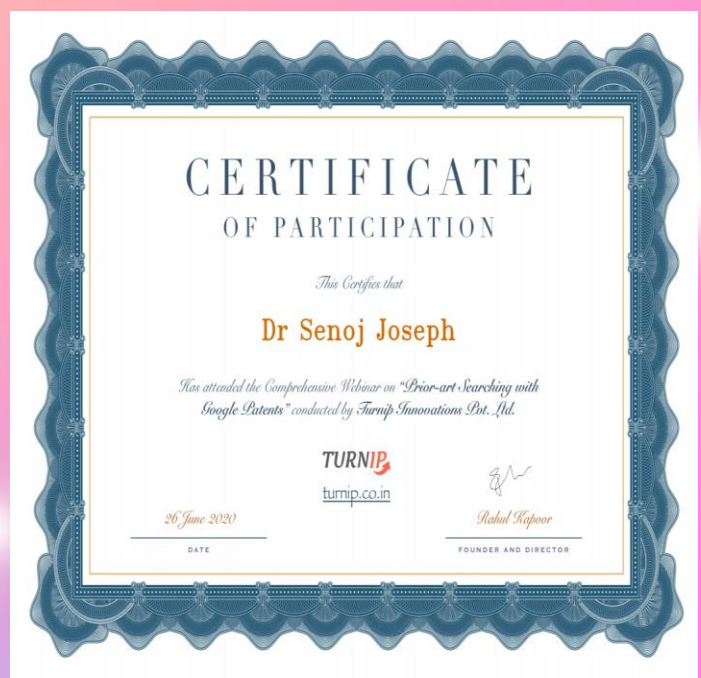 CERTIFICATE
OF PARTICIPATION
This Certifies that
Dr Senoj Joseph
Has attended the Comprehensive Webinar on "Prior-art Searching with
Google Patents" conducted by Turnip Innovations Pvt. Ltd.
TURNIP
turnip.co.in
26 June 2020
Rahul Kapoor
DATE
FOUNDER AND DIRECTOR